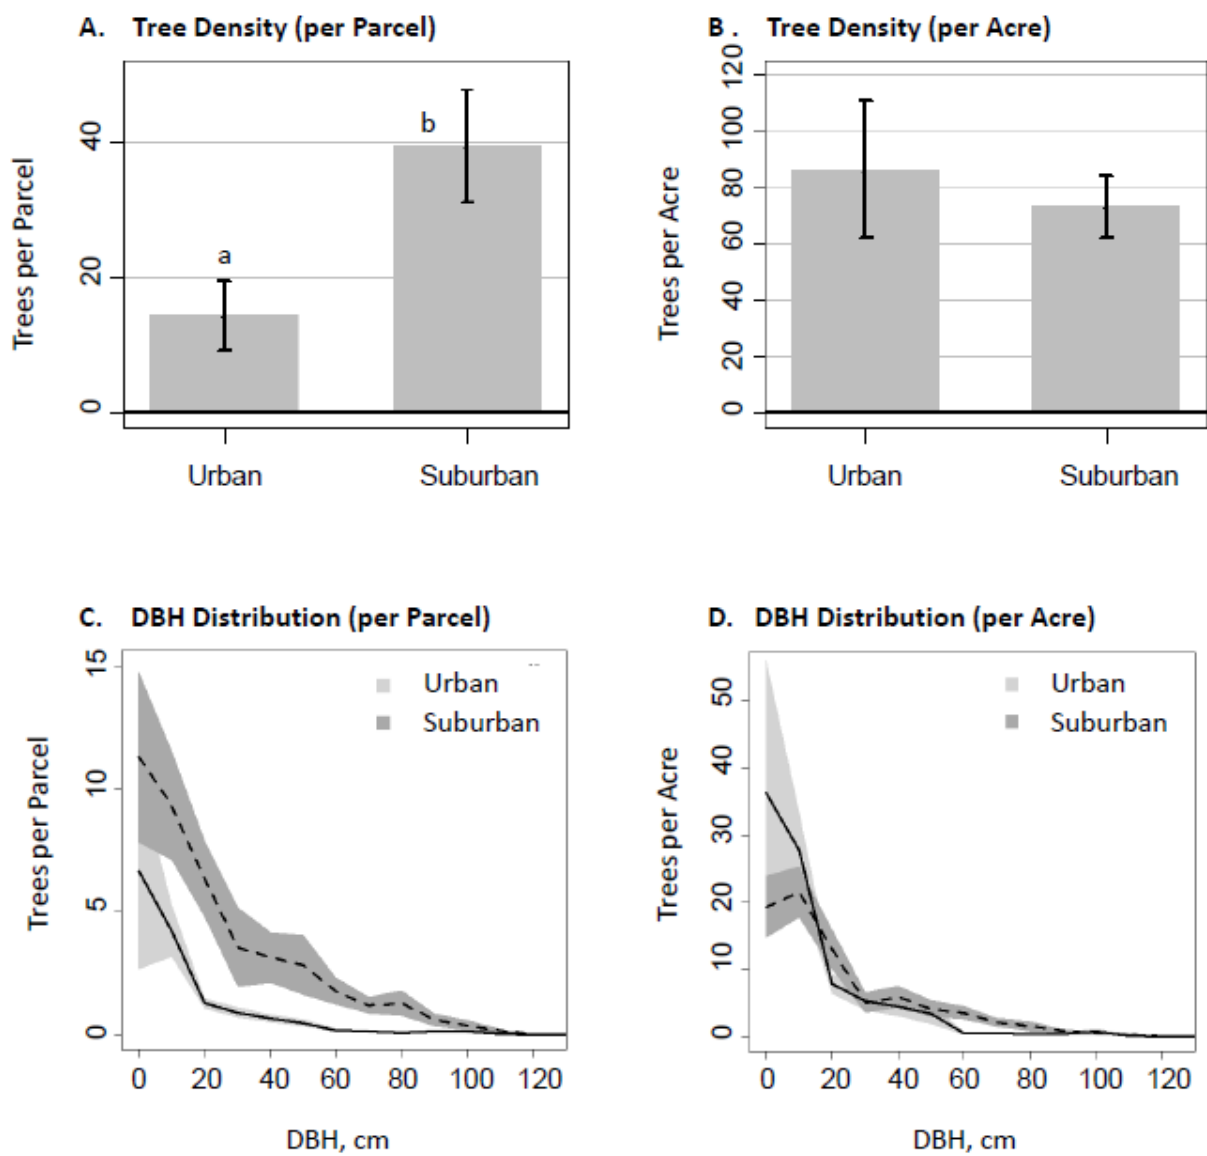 A. Tree Density (per Parcel)
Trees per Parcel
40
20
0
a
b
Urban
Suburban
B . Tree Density (per Acre)
Trees per Acre
120
100
80
60
40
20
0
Urban
Suburban
C. DBH Distribution (per Parcel)
Trees per Parcel
15
10
5
0
Urban
Suburban
0 20 40 60 80 100 120
DBH, cm
D. DBH Distribution (per Acre)
Trees per Acre
50
40
30
20
10
0
Urban
Suburban
0 20 40 60 80 100 120
DBH, cm